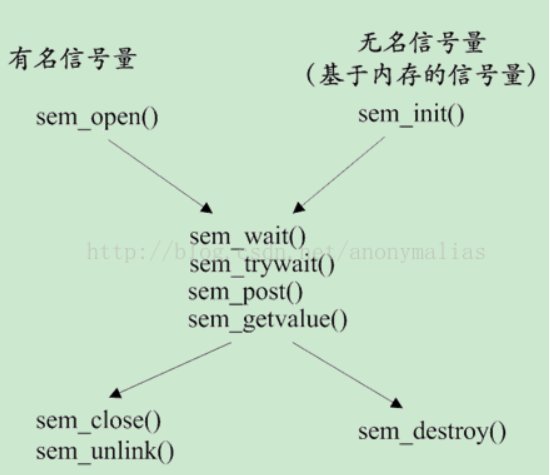 有名信号量
无名信号量
(基于内存的信号量)
sem_open()
sem_init()
sem_wait()
http://blog.csdn.net/anonymalias
sem_trywait()
sem_post()
sem_getvalue()
sem_close()
sem_unlink()
sem_destroy()